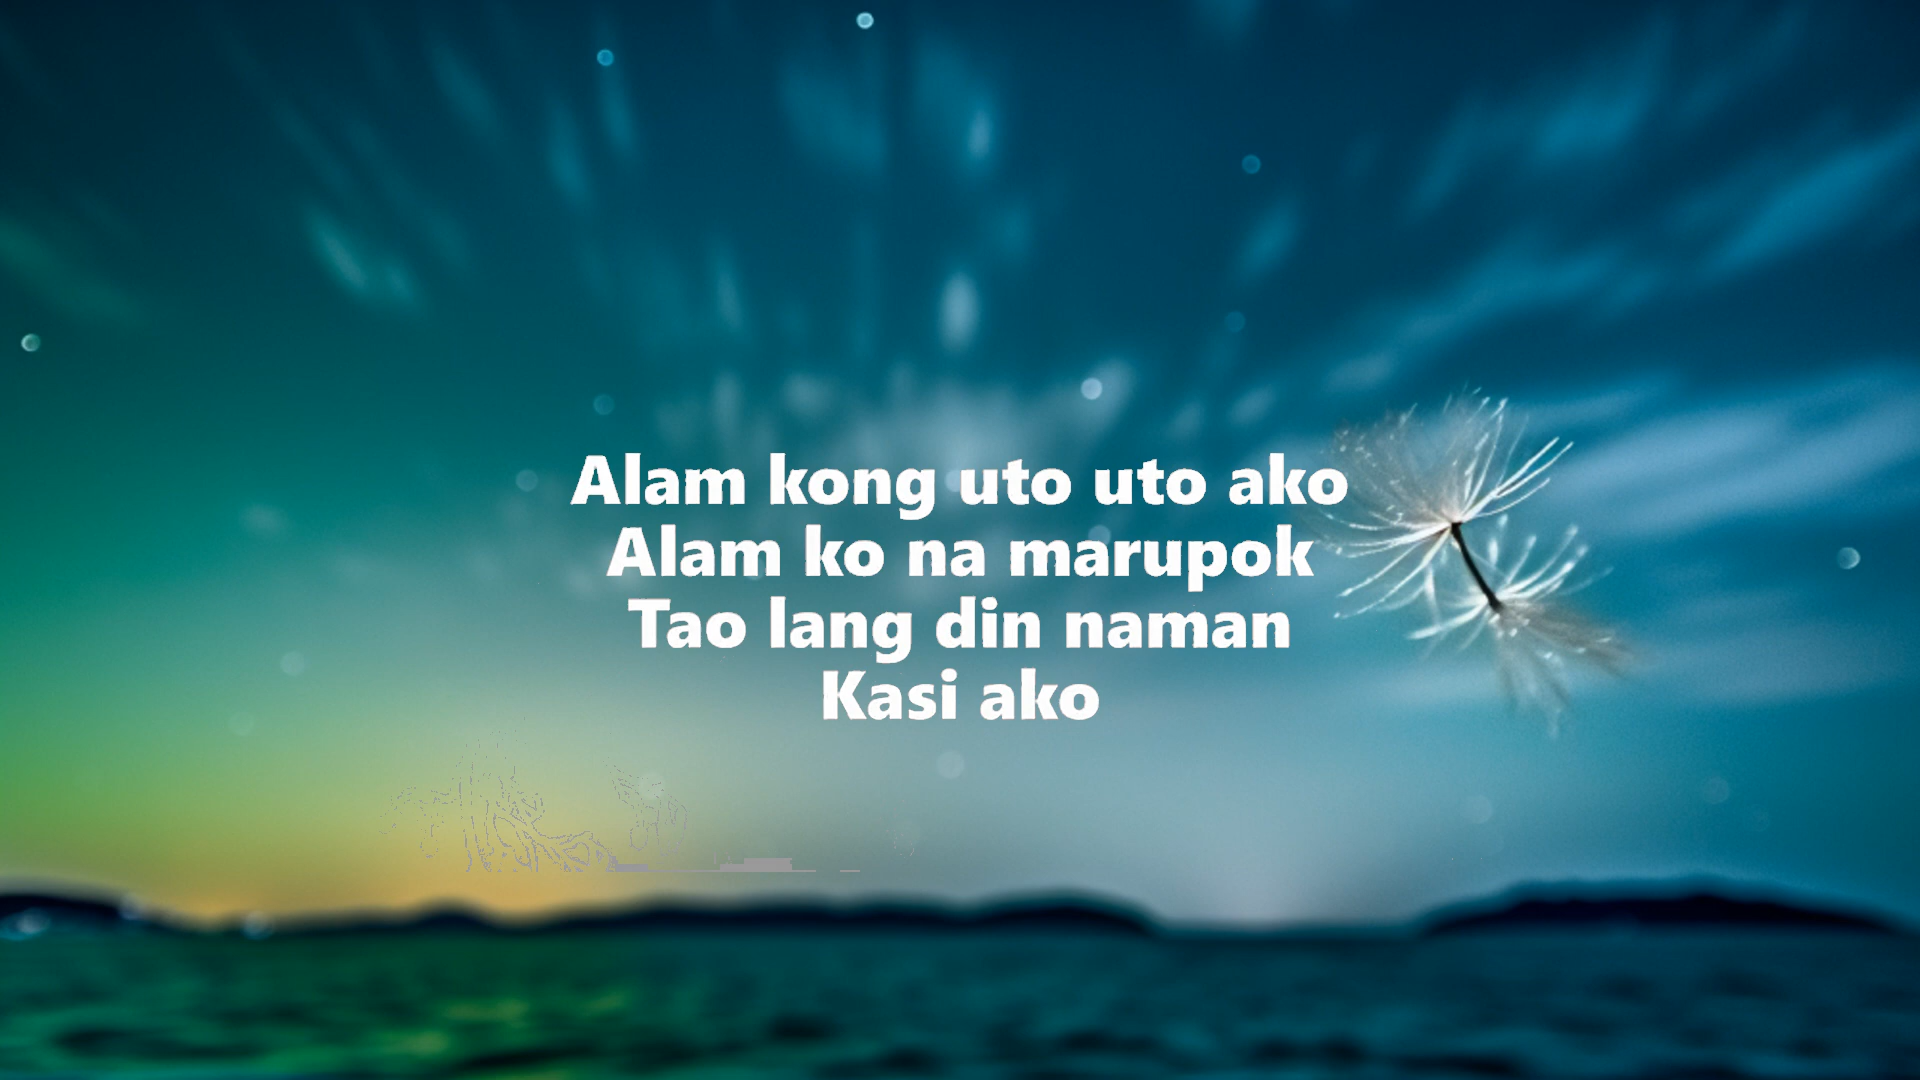 Alam kong uto uto ako
Alam ko na marupok
Tao lang din naman
Kasi ako